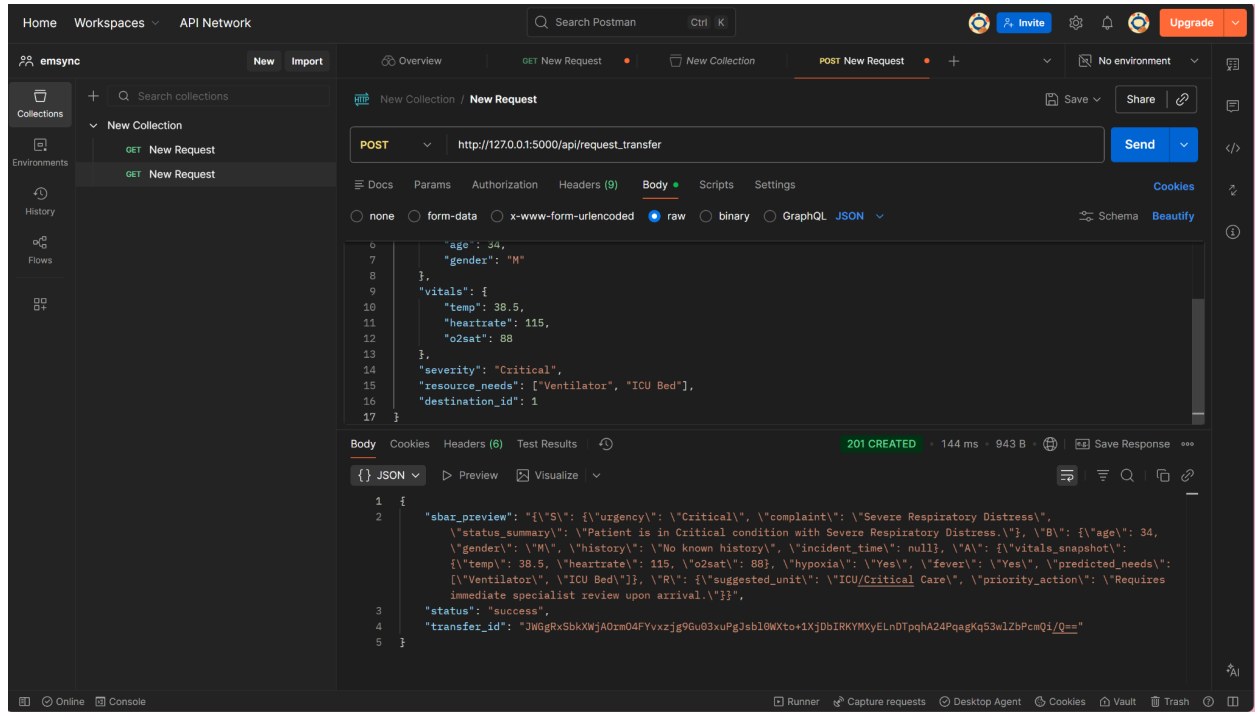 Home Workspaces API Network Search Postman Ctrl K Invite Upgrade
emsync New Import Overview GET New Request New Collection POST New Request No environment
Collections
Environments
History
Flows
Search collections
New Collection
GET New Request
GET New Request
HTTP New Collection / New Request Save Share
POST http://127.0.0.1:5000/api/request_transfer Send
Docs Params Authorization Headers (9) Body Scripts Settings Cookies
none form-data x-www-form-urlencoded raw binary GraphQL JSON Schema Beautify
6 "age": 34,
7 "gender": "M"
8 },
9 "vitals": {
10 "temp": 38.5,
11 "heartrate": 115,
12 "o2sat": 88
13 },
14 "severity": "Critical",
15 "resource_needs": ["Ventilator", "ICU Bed"],
16 "destination_id": 1
17 }
Body Cookies Headers (6) Test Results 201 CREATED 144 ms 943 B e.g. Save Response
{} JSON Preview Visualize
1 {
2 "sbar_preview": "{\"S\": {\"urgency\": \"Critical\", \"complaint\": \"Severe Respiratory Distress\",
\"status_summary\": \"Patient is in Critical condition with Severe Respiratory Distress.\"}, \"B\": {\"age\": 34,
\"gender\": \"M\", \"history\": \"No known history\", \"incident_time\": null}, \"A\": {\"vitals_snapshot\":
{\"temp\": 38.5, \"heartrate\": 115, \"o2sat\": 88}, \"hypoxia\": \"Yes\", \"fever\": \"Yes\", \"predicted_needs\":
[\"Ventilator\", \"ICU Bed\"]}, \"R\": {\"suggested_unit\": \"ICU/Critical Care\", \"priority_action\": \"Requires
immediate specialist review upon arrival.\"}}",
3 "status": "success",
4 "transfer_id": "JWGgRxSbkXWjAOrmO4FYvxzjg9Gu03xuPgJsbl0WXto+1XjDbIRKYMXyELnDTpqhA24PqagKq53wlZbPcmQi/Q=="
5 }
AI
Online Console Runner Capture requests Desktop Agent Cookies Vault Trash